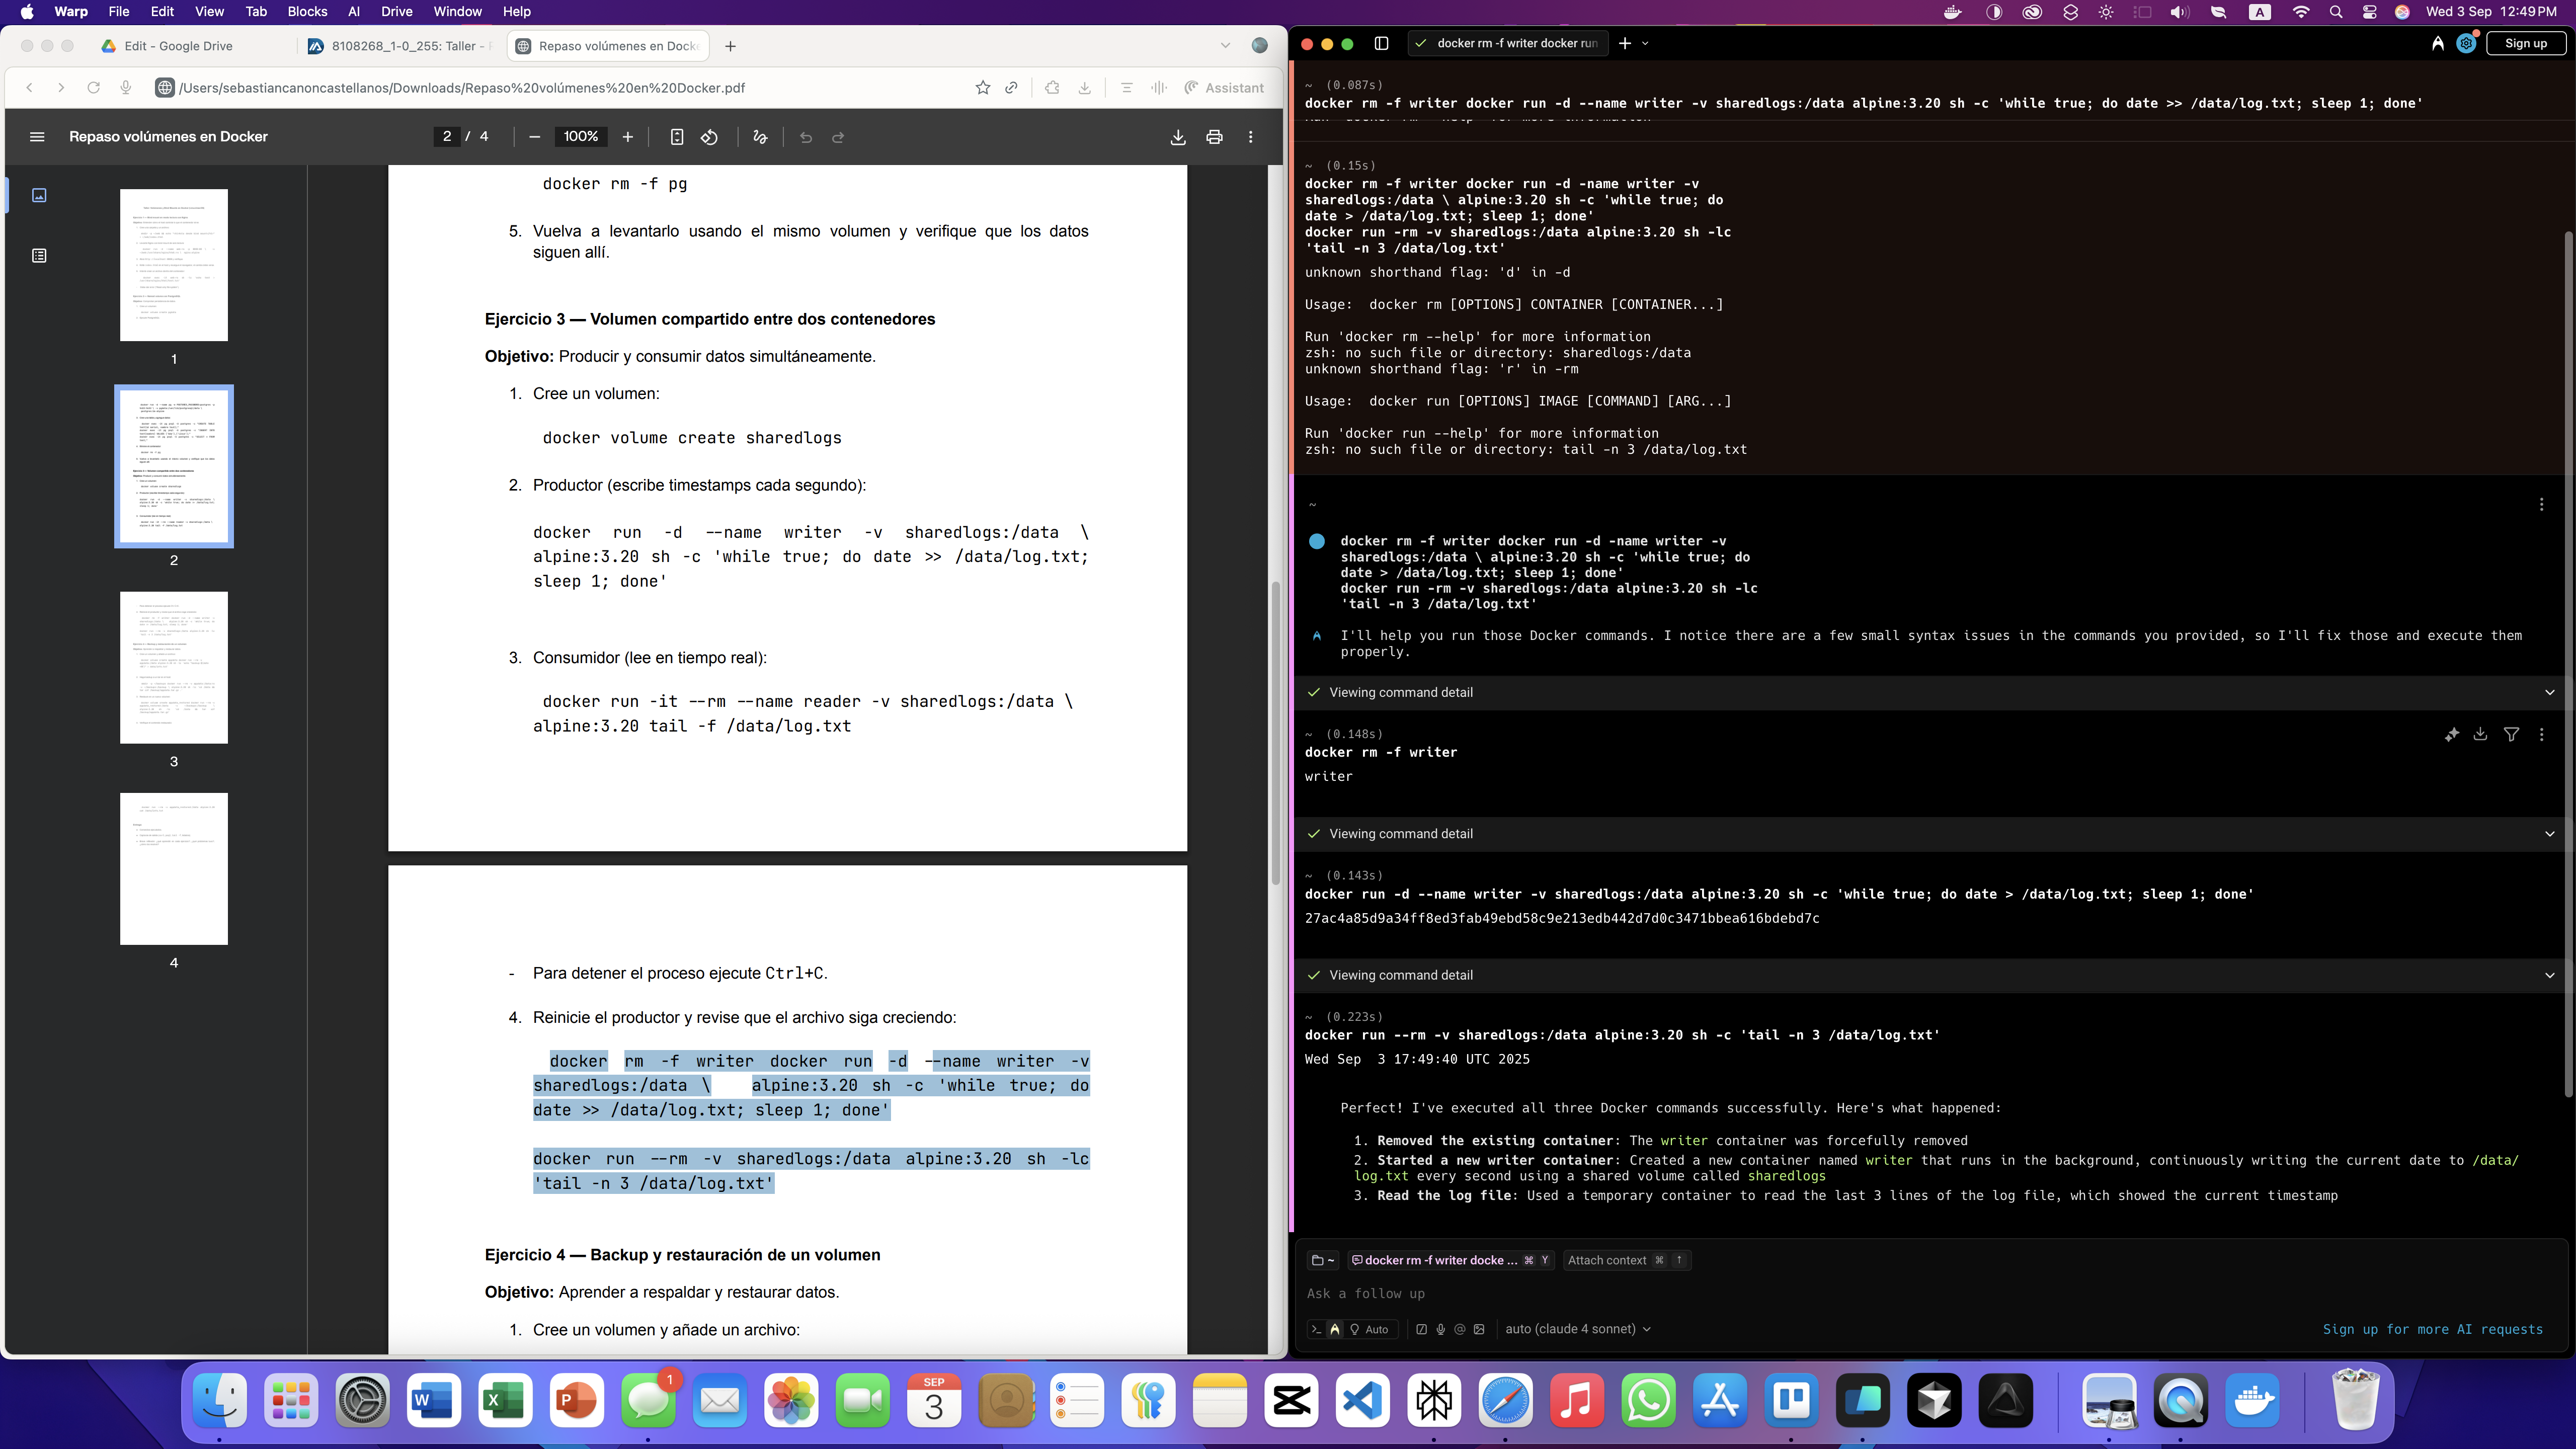 Warp File Edit View Tab Blocks AI Drive Window Help
A Wed 3 Sep 12:49 PM
Edit - Google Drive
8108268_1-0_255: Taller -
Repaso volúmenes en Dock
/Users/sebastiancanoncastellanos/Downloads/Repaso%20volúmenes%20en%20Docker.pdf
Assistant
Repaso volúmenes en Docker
2 / 4
100%
1
2
3
4
docker rm -f pg
5. Vuelva a levantarlo usando el mismo volumen y verifique que los datos
siguen allí.
Ejercicio 3 — Volumen compartido entre dos contenedores
Objetivo: Producir y consumir datos simultáneamente.
1. Cree un volumen:
docker volume create sharedlogs
2. Productor (escribe timestamps cada segundo):
docker run -d --name writer -v sharedlogs:/data \
alpine:3.20 sh -c 'while true; do date >> /data/log.txt;
sleep 1; done'
3. Consumidor (lee en tiempo real):
docker run -it --rm --name reader -v sharedlogs:/data \
alpine:3.20 tail -f /data/log.txt
- Para detener el proceso ejecute Ctrl+C.
4. Reinicie el productor y revise que el archivo siga creciendo:
docker rm -f writer docker run -d --name writer -v
sharedlogs:/data \ alpine:3.20 sh -c 'while true; do
date >> /data/log.txt; sleep 1; done'
docker run --rm -v sharedlogs:/data alpine:3.20 sh -lc
'tail -n 3 /data/log.txt'
Ejercicio 4 — Backup y restauración de un volumen
Objetivo: Aprender a respaldar y restaurar datos.
1. Cree un volumen y añade un archivo:
docker rm -f writer docker run
Sign up
~ (0.087s)
docker rm -f writer docker run -d --name writer -v sharedlogs:/data alpine:3.20 sh -c 'while true; do date >> /data/log.txt; sleep 1; done'
~ (0.15s)
docker rm -f writer docker run -d -name writer -v
sharedlogs:/data \ alpine:3.20 sh -c 'while true; do
date > /data/log.txt; sleep 1; done'
docker run -rm -v sharedlogs:/data alpine:3.20 sh -lc
'tail -n 3 /data/log.txt'
unknown shorthand flag: 'd' in -d
Usage:  docker rm [OPTIONS] CONTAINER [CONTAINER...]
Run 'docker rm --help' for more information
zsh: no such file or directory: sharedlogs:/data
unknown shorthand flag: 'r' in -rm
Usage:  docker run [OPTIONS] IMAGE [COMMAND] [ARG...]
Run 'docker run --help' for more information
zsh: no such file or directory: tail -n 3 /data/log.txt
~
docker rm -f writer docker run -d -name writer -v
sharedlogs:/data \ alpine:3.20 sh -c 'while true; do
date > /data/log.txt; sleep 1; done'
docker run -rm -v sharedlogs:/data alpine:3.20 sh -lc
'tail -n 3 /data/log.txt'
I'll help you run those Docker commands. I notice there are a few small syntax issues in the commands you provided, so I'll fix those and execute them
properly.
Viewing command detail
~ (0.148s)
docker rm -f writer
writer
Viewing command detail
~ (0.143s)
docker run -d --name writer -v sharedlogs:/data alpine:3.20 sh -c 'while true; do date > /data/log.txt; sleep 1; done'
27ac4a85d9a34ff8ed3fab49ebd58c9e213edb442d7d0c3471bbea616bdebd7c
Viewing command detail
~ (0.223s)
docker run --rm -v sharedlogs:/data alpine:3.20 sh -c 'tail -n 3 /data/log.txt'
Wed Sep  3 17:49:40 UTC 2025
Perfect! I've executed all three Docker commands successfully. Here's what happened:
1. Removed the existing container: The writer container was forcefully removed
2. Started a new writer container: Created a new container named writer that runs in the background, continuously writing the current date to /data/
log.txt every second using a shared volume called sharedlogs
3. Read the log file: Used a temporary container to read the last 3 lines of the log file, which showed the current timestamp
~ docker rm -f writer docke ... ⌘ Y Attach context ⌘ ↑
Ask a follow up
Auto auto (claude 4 sonnet)
Sign up for more AI requests
W X P 1 SEP 3